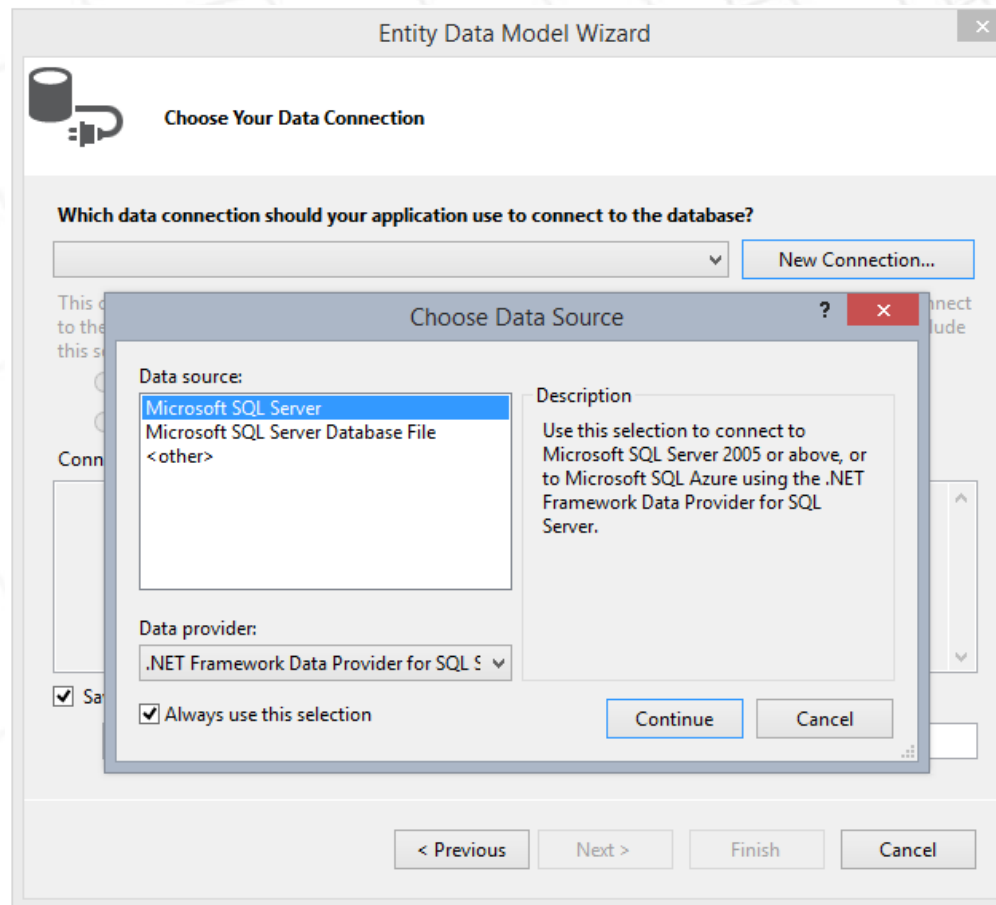 Entity Data Model Wizard
Choose Your Data Connection
Which data connection should your application use to connect to the database?
New Connection...
This
to the
this
Choose Data Source
?
Data source:
Microsoft SQL Server
Microsoft SQL Server Database File
<other>
Description
Use this selection to connect to
Microsoft SQL Server 2005 or above, or
to Microsoft SQL Azure using the .NET
Framework Data Provider for SQL
Server.
Data provider:
.NET Framework Data Provider for SQL S
Always use this selection
Continue
Cancel
< Previous
Next >
Finish
Cancel